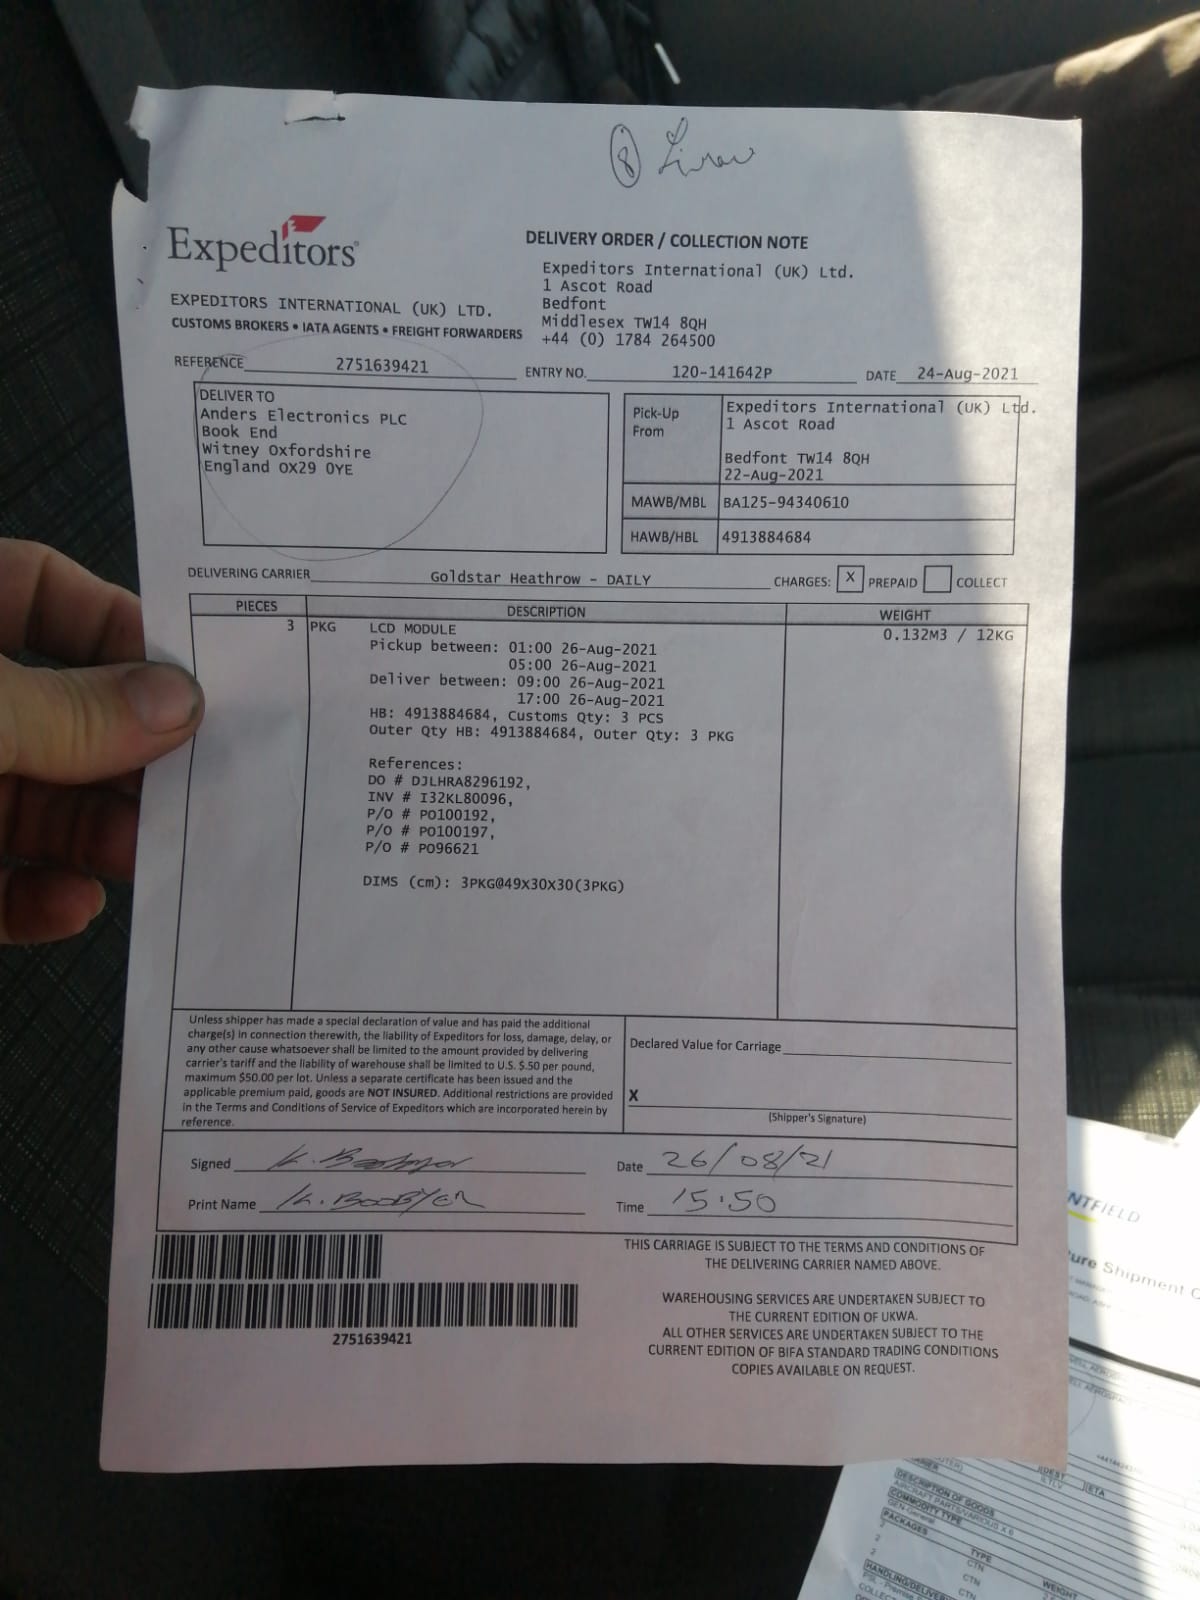 8
Expeditors
EXPEDITORS INTERNATIONAL (UK) LTD.
CUSTOMS BROKERS • IATA AGENTS • FREIGHT FORWARDERS
DELIVERY ORDER / COLLECTION NOTE
Expeditors International (UK) Ltd.
1 Ascot Road
Bedfont
Middlesex TW14 8QH
+44 (0) 1784 264500
REFERENCE 2751639421 ENTRY NO. 120-141642P DATE 24-Aug-2021
DELIVER TO
Anders Electronics PLC
Book End
Witney Oxfordshire
England OX29 0YE
Pick-Up From
Expeditors International (UK) Ltd.
1 Ascot Road
Bedfont TW14 8QH
22-Aug-2021
MAWB/MBL BA125-94340610
HAWB/HBL 4913884684
DELIVERING CARRIER Goldstar Heathrow - DAILY CHARGES: X PREPAID COLLECT
PIECES DESCRIPTION WEIGHT
3 PKG LCD MODULE 0.132M3 / 12KG
Pickup between: 01:00 26-Aug-2021
05:00 26-Aug-2021
Deliver between: 09:00 26-Aug-2021
17:00 26-Aug-2021
HB: 4913884684, Customs Qty: 3 PCS
Outer Qty HB: 4913884684, Outer Qty: 3 PKG
References:
DO # DJLHRA8296192,
INV # I32KL80096,
P/O # PO100192,
P/O # PO100197,
P/O # PO96621
DIMS (cm): 3PKG@49X30X30(3PKG)
Unless shipper has made a special declaration of value and has paid the additional
charge(s) in connection therewith, the liability of Expeditors for loss, damage, delay, or
any other cause whatsoever shall be limited to the amount provided by delivering
carrier's tariff and the liability of warehouse shall be limited to U.S. $.50 per pound,
maximum $50.00 per lot. Unless a separate certificate has been issued and the
applicable premium paid, goods are NOT INSURED. Additional restrictions are provided
in the Terms and Conditions of Service of Expeditors which are incorporated herein by
reference.
Declared Value for Carriage
X
(Shipper's Signature)
Signed K. Boobyer Date 26/08/21
Print Name K. BOOBYER Time 15:50
2751639421
THIS CARRIAGE IS SUBJECT TO THE TERMS AND CONDITIONS OF
THE DELIVERING CARRIER NAMED ABOVE.
WAREHOUSING SERVICES ARE UNDERTAKEN SUBJECT TO
THE CURRENT EDITION OF UKWA.
ALL OTHER SERVICES ARE UNDERTAKEN SUBJECT TO THE
CURRENT EDITION OF BIFA STANDARD TRADING CONDITIONS
COPIES AVAILABLE ON REQUEST.
NTFIELD
ure Shipment
DEST ETA
DESCRIPTION OF GOODS
AIRCRAFT PARTS/VARIOUS X 6
COMMODITY TYPE
GEN-General
PACKAGES TYPE WEIGHT
2 CTN
2 CTN
CTN